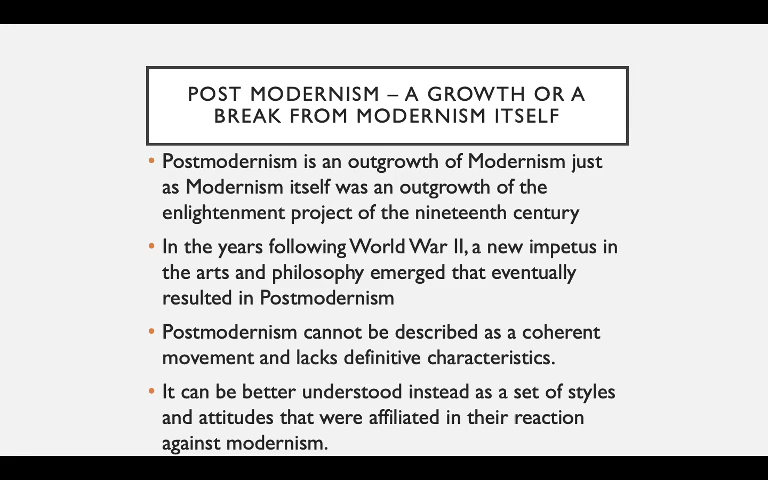 POST MODERNISM – A GROWTH OR A
BREAK FROM MODERNISM ITSELF
• Postmodernism is an outgrowth of Modernism just
as Modernism itself was an outgrowth of the
enlightenment project of the nineteenth century
• In the years following World War II, a new impetus in
the arts and philosophy emerged that eventually
resulted in Postmodernism
• Postmodernism cannot be described as a coherent
movement and lacks definitive characteristics.
• It can be better understood instead as a set of styles
and attitudes that were affiliated in their reaction
against modernism.